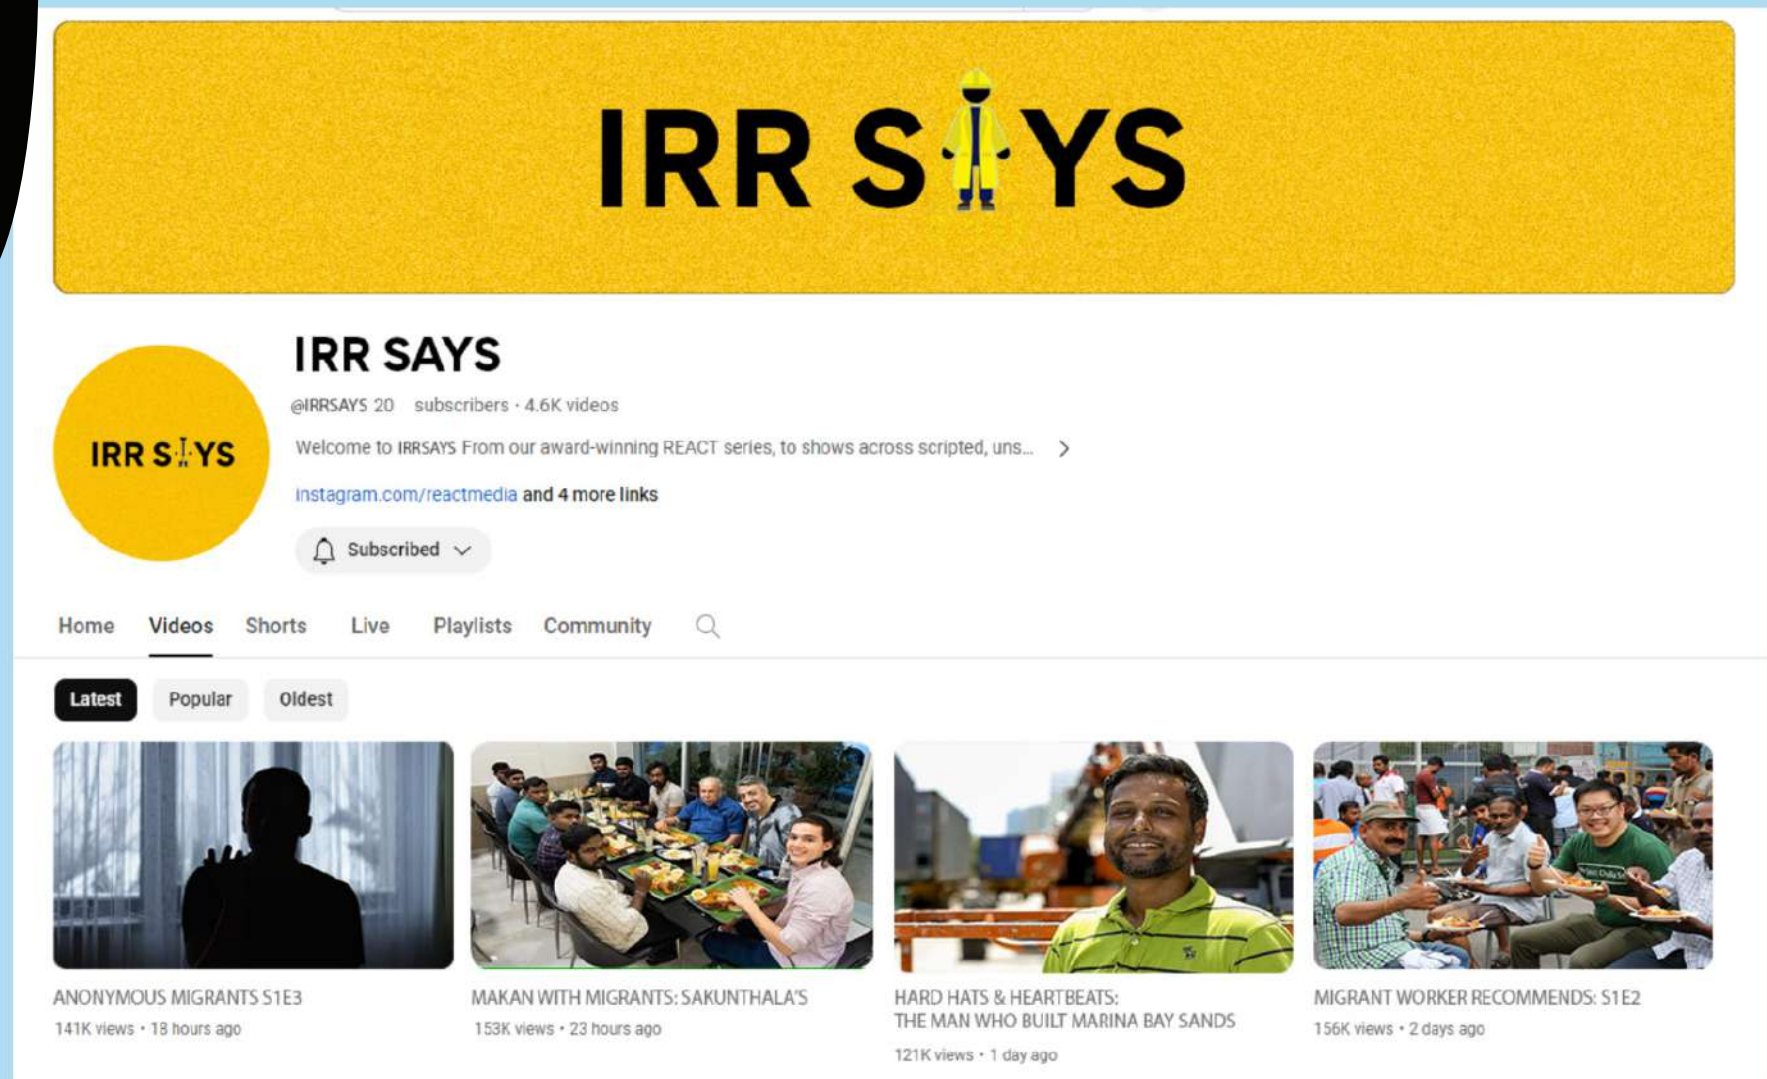 IRR SAYS
IRR SAYS
IRR SAYS
@IRRSAYS 20 subscribers • 4.6K videos
Welcome to IRRSAYS From our award-winning REACT series, to shows across scripted, uns...
instagram.com/reactmedia and 4 more links
Subscribed
Home Videos Shorts Live Playlists Community
Latest Popular Oldest
ANONYMOUS MIGRANTS S1E3
141K views • 18 hours ago
MAKAN WITH MIGRANTS: SAKUNTHALA'S
153K views • 23 hours ago
HARD HATS & HEARTBEATS:
THE MAN WHO BUILT MARINA BAY SANDS
121K views • 1 day ago
MIGRANT WORKER RECOMMENDS: S1E2
156K views • 2 days ago